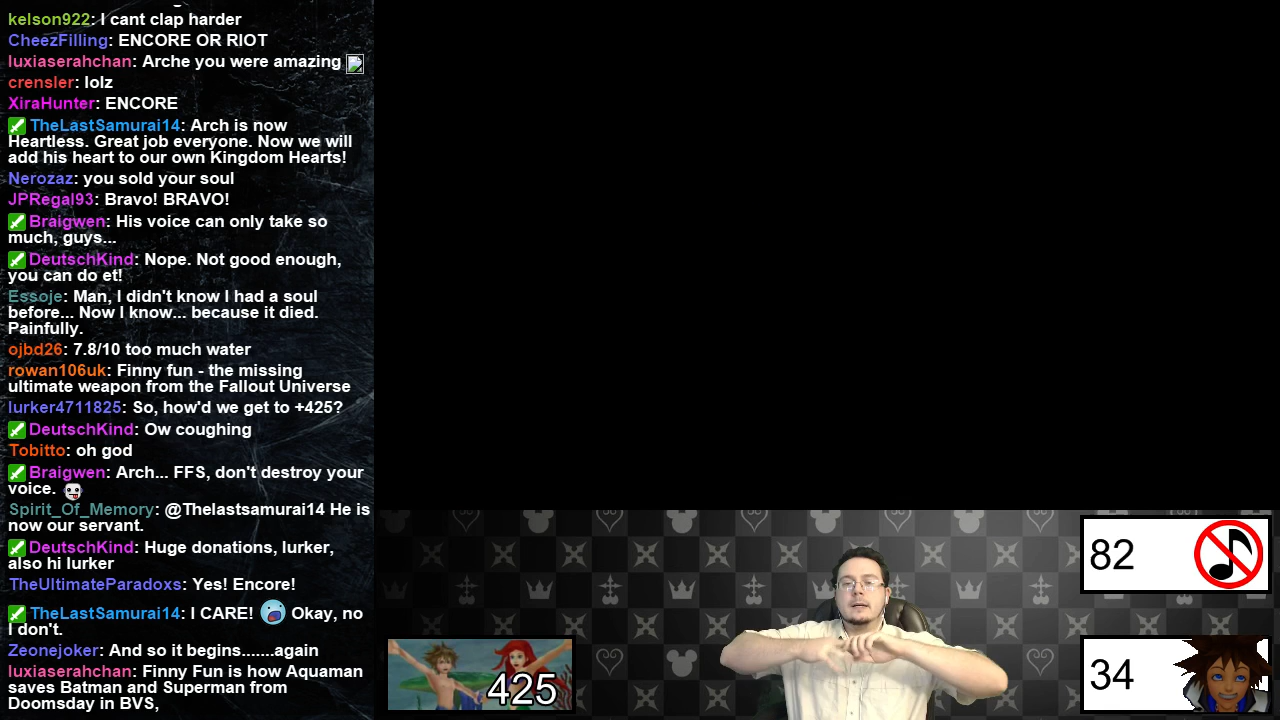 kelson922: I cant clap harder
CheezFilling: ENCORE OR RIOT
luxiaserahchan: Arche you were amazing
crensler: lolz
XiraHunter: ENCORE
TheLastSamurai14: Arch is now
Heartless. Great job everyone. Now we will
add his heart to our own Kingdom Hearts!
Nerozaz: you sold your soul
JPRegal93: Bravo! BRAVO!
Braigwen: His voice can only take so
much, guys...
DeutschKind: Nope. Not good enough,
you can do et!
Essoje: Man, I didn't know I had a soul
before... Now I know... because it died.
Painfully.
ojbd26: 7.8/10 too much water
rowan106uk: Finny fun - the missing
ultimate weapon from the Fallout Universe
lurker4711825: So, how'd we get to +425?
DeutschKind: Ow coughing
Tobitto: oh god
Braigwen: Arch... FFS, don't destroy your
voice.
Spirit_Of_Memory: @Thelastsamurai14 He is
now our servant.
DeutschKind: Huge donations, lurker,
also hi lurker
TheUltimateParadoxs: Yes! Encore!
TheLastSamurai14: I CARE! Okay, no
I don't.
Zeonejoker: And so it begins.......again
luxiaserahchan: Finny Fun is how Aquaman
saves Batman and Superman from
Doomsday in BVS,
425
82
34